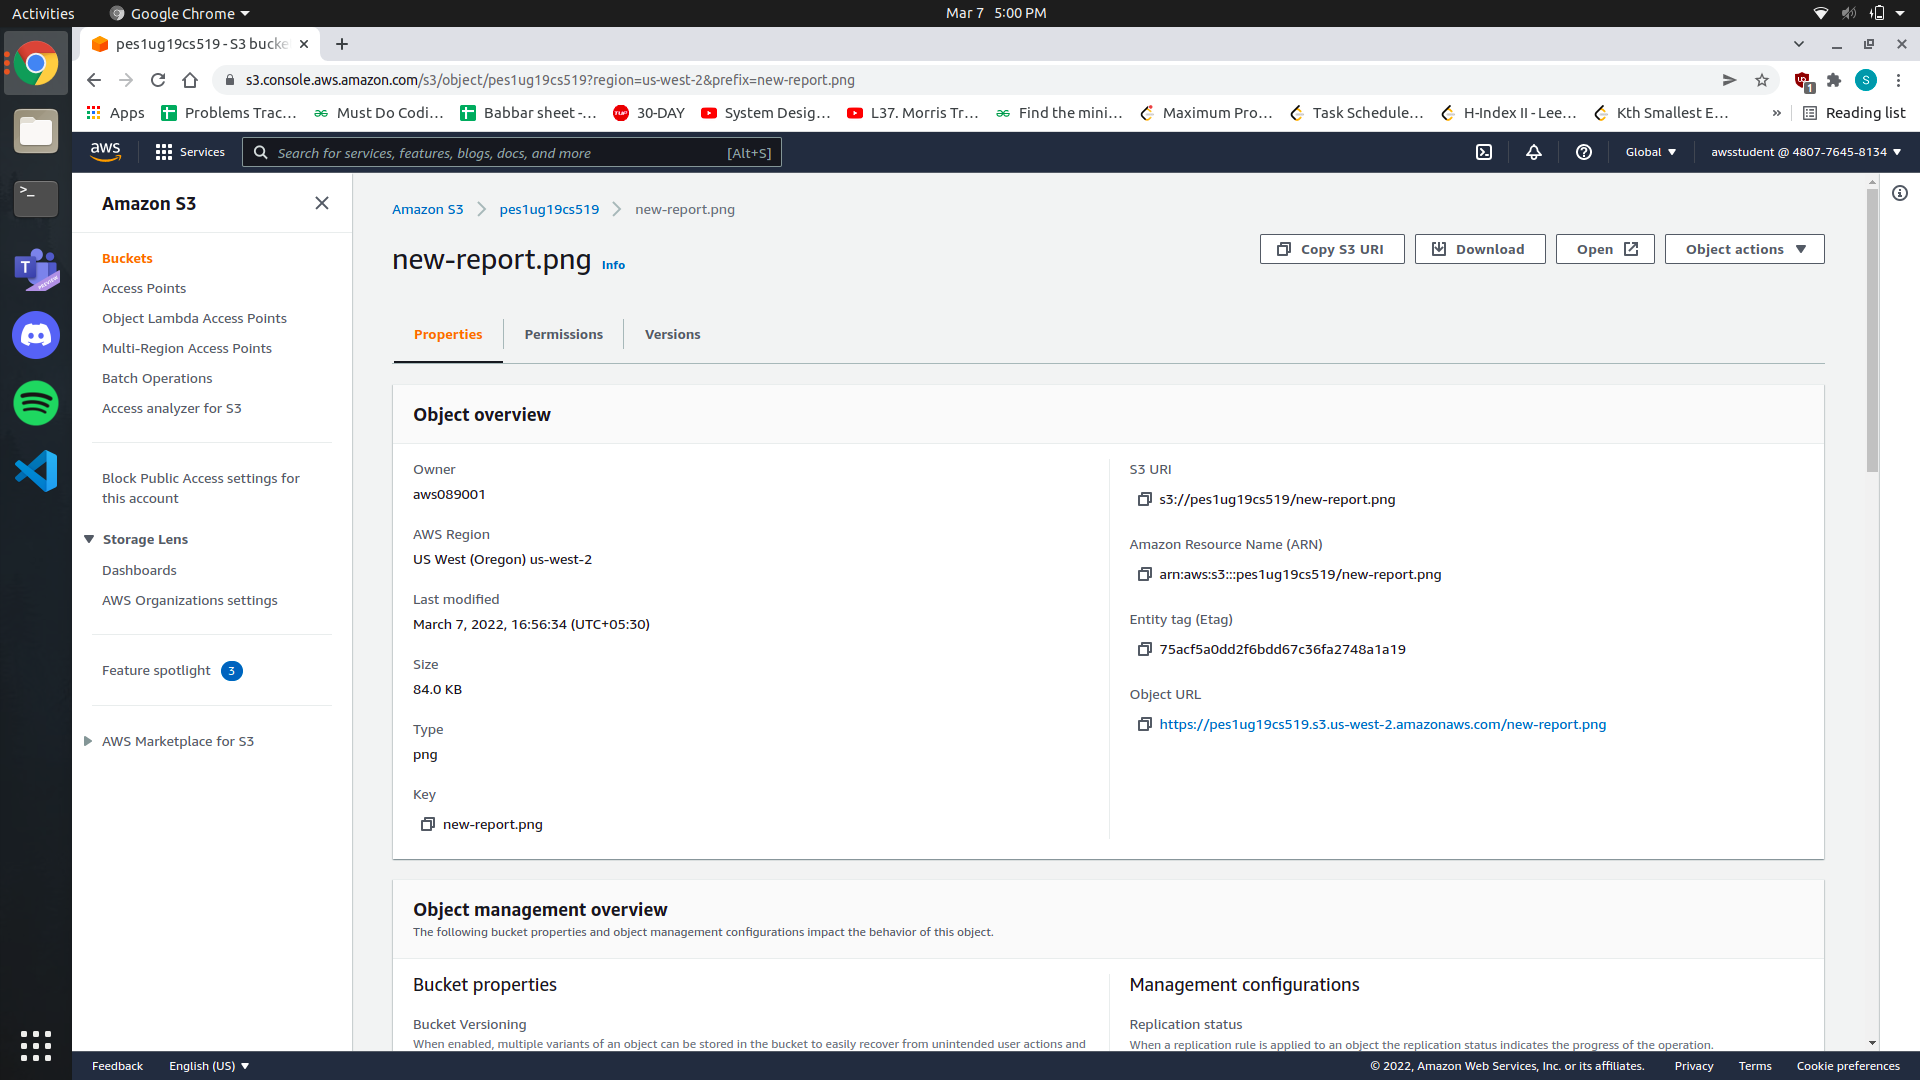 Activities
Google Chrome
Mar 7 5:00 PM
pes1ug19cs519 - S3 bucke
s3.console.aws.amazon.com/s3/object/pes1ug19cs519?region=us-west-2&prefix=new-report.png
S
1
Apps
Problems Trac...
Must Do Codi...
Babbar sheet -...
30-DAY
System Desig...
L37. Morris Tr...
Find the mini...
Maximum Pro...
Task Schedule...
H-Index II - Lee...
Kth Smallest E...
»
Reading list
aws
Services
Search for services, features, blogs, docs, and more
[Alt+S]
Global
awsstudent @ 4807-7645-8134
Amazon S3
Buckets
Access Points
Object Lambda Access Points
Multi-Region Access Points
Batch Operations
Access analyzer for S3
Block Public Access settings for
this account
Storage Lens
Dashboards
AWS Organizations settings
Feature spotlight 3
AWS Marketplace for S3
Amazon S3
pes1ug19cs519
new-report.png
new-report.png Info
Copy S3 URI
Download
Open
Object actions
Properties
Permissions
Versions
Object overview
Owner
aws089001
AWS Region
US West (Oregon) us-west-2
Last modified
March 7, 2022, 16:56:34 (UTC+05:30)
Size
84.0 KB
Type
png
Key
new-report.png
S3 URI
s3://pes1ug19cs519/new-report.png
Amazon Resource Name (ARN)
arn:aws:s3:::pes1ug19cs519/new-report.png
Entity tag (Etag)
75acf5a0dd2f6bdd67c36fa2748a1a19
Object URL
https://pes1ug19cs519.s3.us-west-2.amazonaws.com/new-report.png
Object management overview
The following bucket properties and object management configurations impact the behavior of this object.
Bucket properties
Bucket Versioning
When enabled, multiple variants of an object can be stored in the bucket to easily recover from unintended user actions and
Management configurations
Replication status
When a replication rule is applied to an object the replication status indicates the progress of the operation.
Feedback
English (US)
© 2022, Amazon Web Services, Inc. or its affiliates.
Privacy
Terms
Cookie preferences